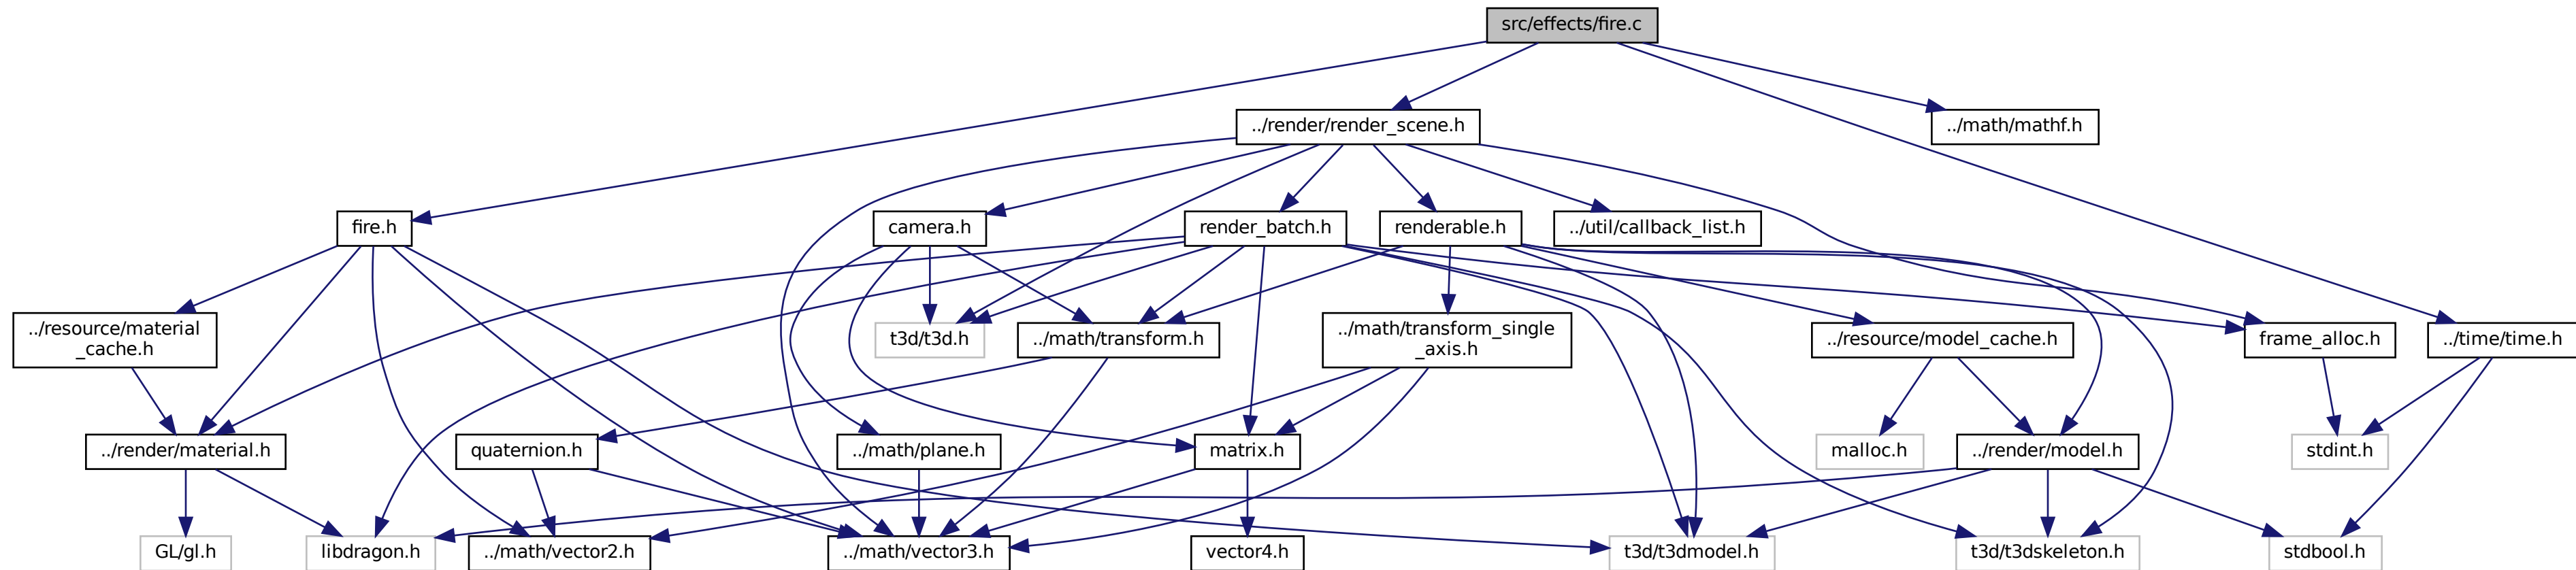 src/effects/fire.c
../render/render_scene.h
../math/mathf.h
fire.h
camera.h
render_batch.h
renderable.h
../util/callback_list.h
../resource/material
_cache.h
t3d/t3d.h
../math/transform.h
../math/transform_single
_axis.h
../resource/model_cache.h
frame_alloc.h
../time/time.h
../render/material.h
quaternion.h
../math/plane.h
matrix.h
malloc.h
../render/model.h
stdint.h
GL/gl.h
libdragon.h
../math/vector2.h
../math/vector3.h
vector4.h
t3d/t3dmodel.h
t3d/t3dskeleton.h
stdbool.h